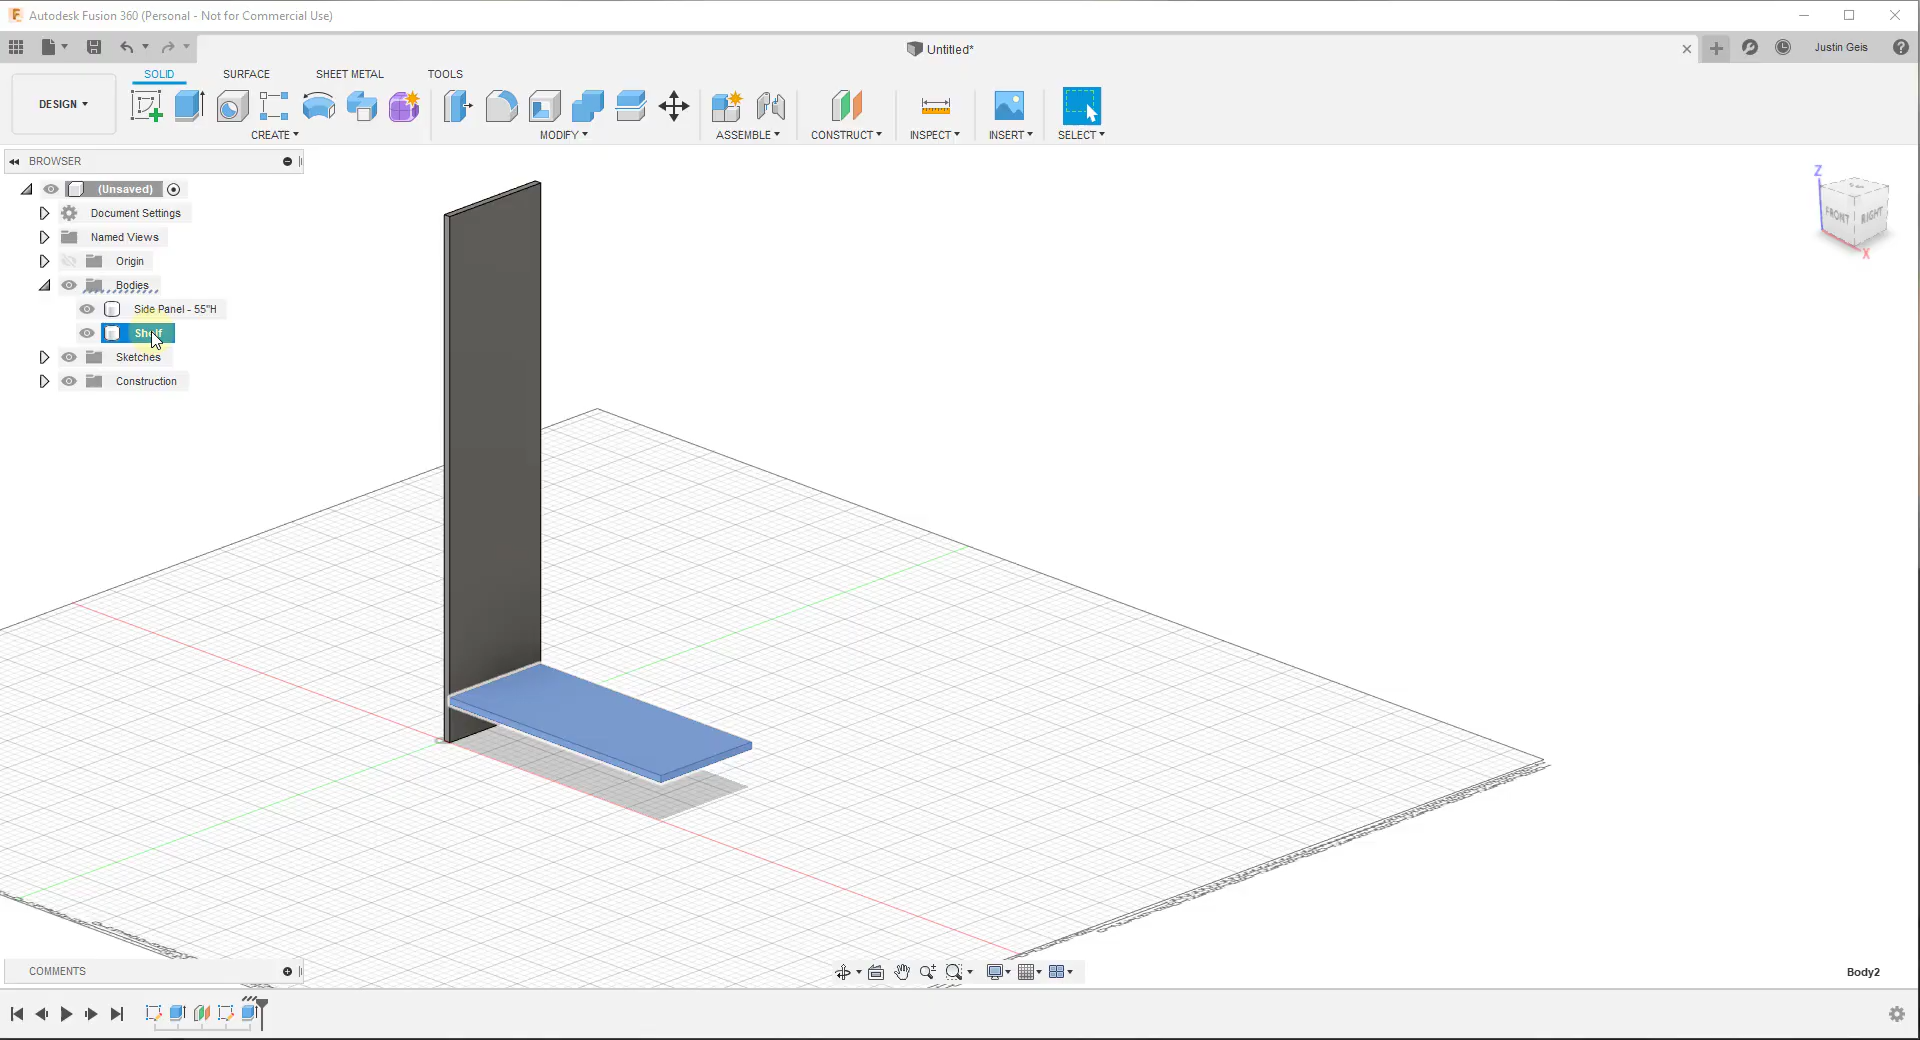 Autodesk Fusion 360 (Personal - Not for Commercial Use)
Untitled*
Justin Geis
SOLID SURFACE SHEET METAL TOOLS
DESIGN
CREATE MODIFY ASSEMBLE CONSTRUCT INSPECT INSERT SELECT
BROWSER
(Unsaved)
Document Settings
Named Views
Origin
Bodies
Side Panel - 55"H
Shelf
Sketches
Construction
Z
FRONT RIGHT
X
COMMENTS
Body2